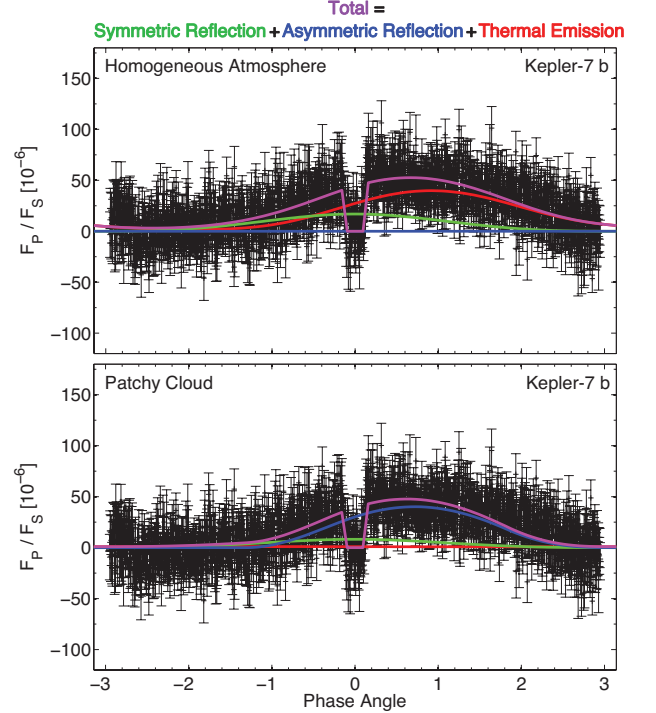 Total =
Symmetric Reflection+Asymmetric Reflection+Thermal Emission
Homogeneous Atmosphere Kepler-7 b
150
100
50
0
−50
−100
F_P / F_S [10^-6]
Patchy Cloud Kepler-7 b
150
100
50
0
−50
−100
F_P / F_S [10^-6]
−3 −2 −1 0 1 2 3
Phase Angle